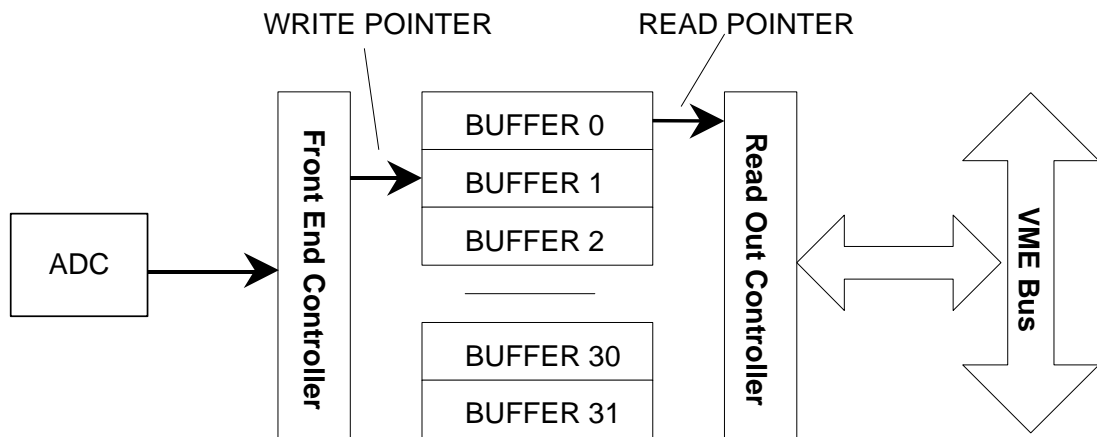 WRITE POINTER
READ POINTER
ADC
Front End Controller
BUFFER 0
BUFFER 1
BUFFER 2
BUFFER 30
BUFFER 31
Read Out Controller
VME Bus